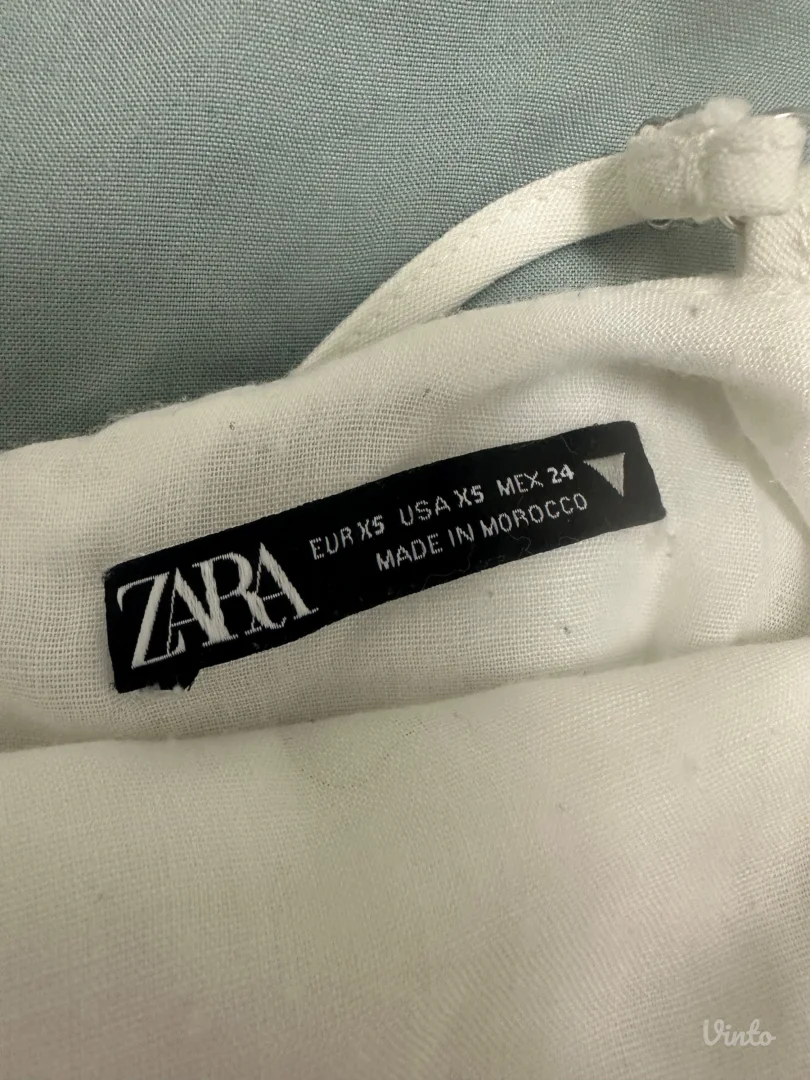 ZARA
EUR XS USA XS MEX 24
MADE IN MOROCCO
Vinto